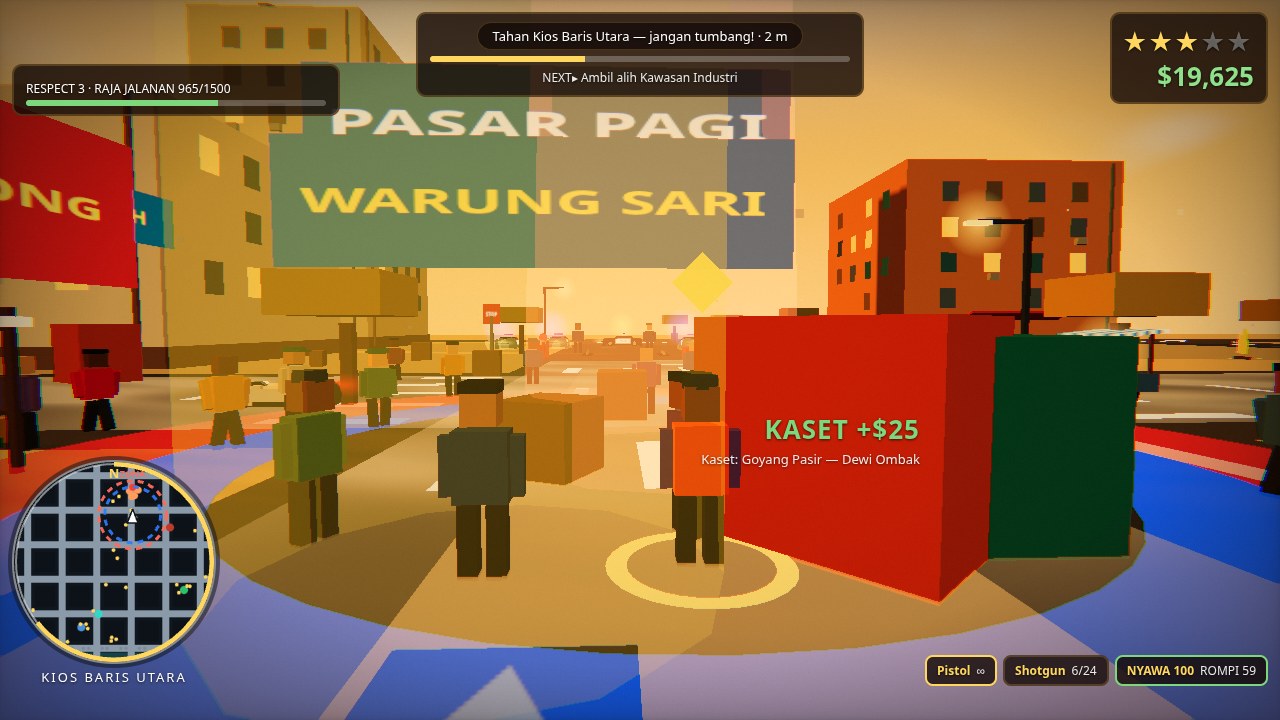 Tahan Kios Baris Utara — jangan tumbang! · 2 m
NEXT▸ Ambil alih Kawasan Industri
$19,625
RESPECT 3 · RAJA JALANAN 965/1500
PASAR PAGI
WARUNG SARI
ONG
H
KASET +$25
Kaset: Goyang Pasir — Dewi Ombak
N
KIOS BARIS UTARA
Pistol ∞
Shotgun 6/24
NYAWA 100 ROMPI 59